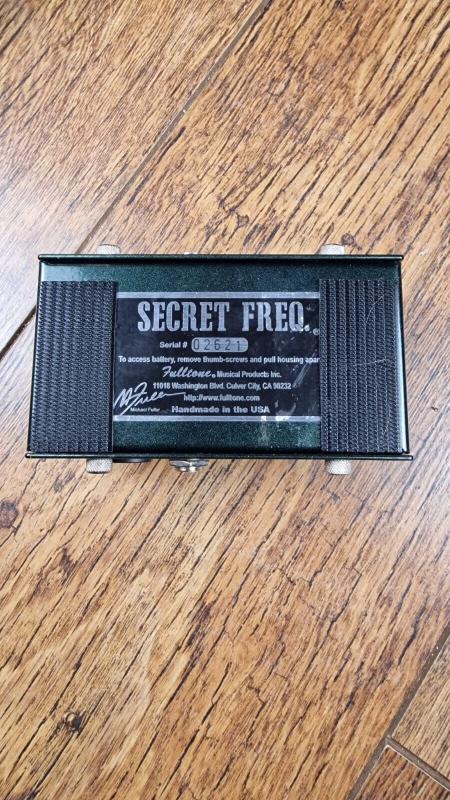 SECRET FREQ.®
Serial # 02621
To access battery, remove thumb-screws and pull housing apar
Fulltone® Musical Products Inc.
11018 Washington Blvd. Culver City, CA 90232
http://www.fulltone.com
Michael Fuller
Handmade in the USA